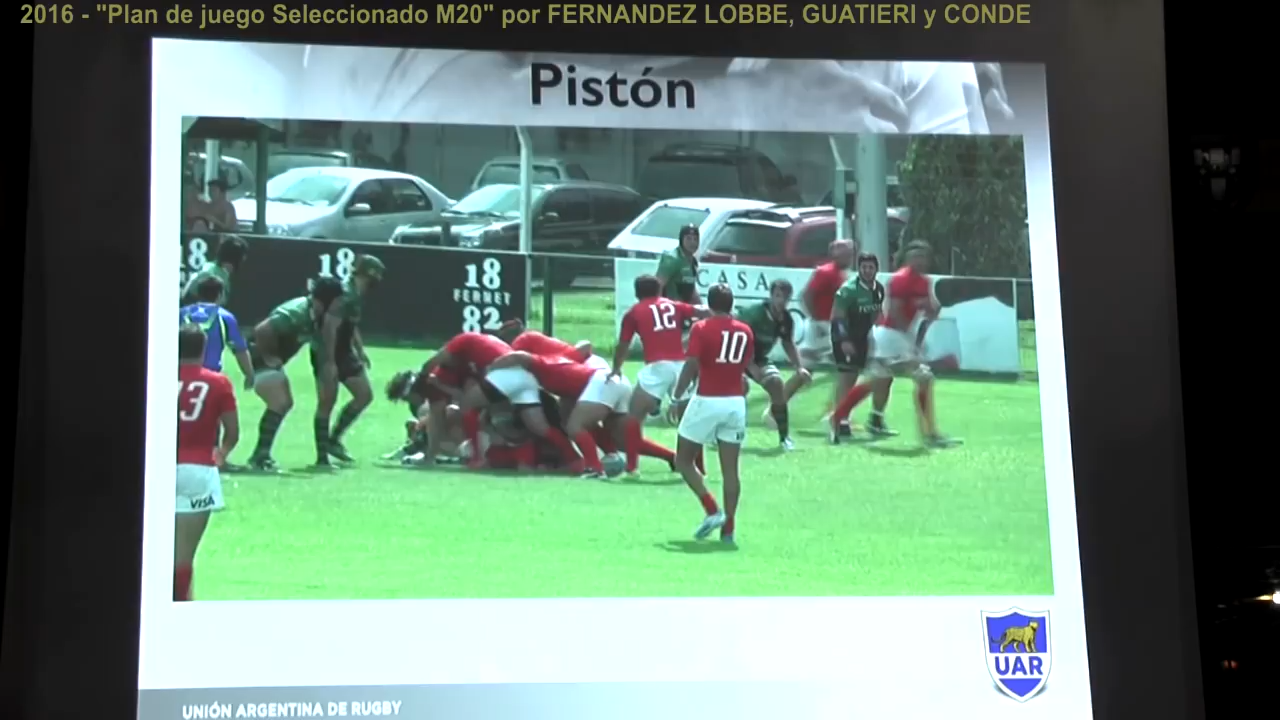 2016 - "Plan de juego Seleccionado M20" por FERNANDEZ LOBBE, GUATIERI y CONDE
Pistón
18
18
18
FERNET
82
CASA
12
10
3
VISA
UAR
UNIÓN ARGENTINA DE RUGBY